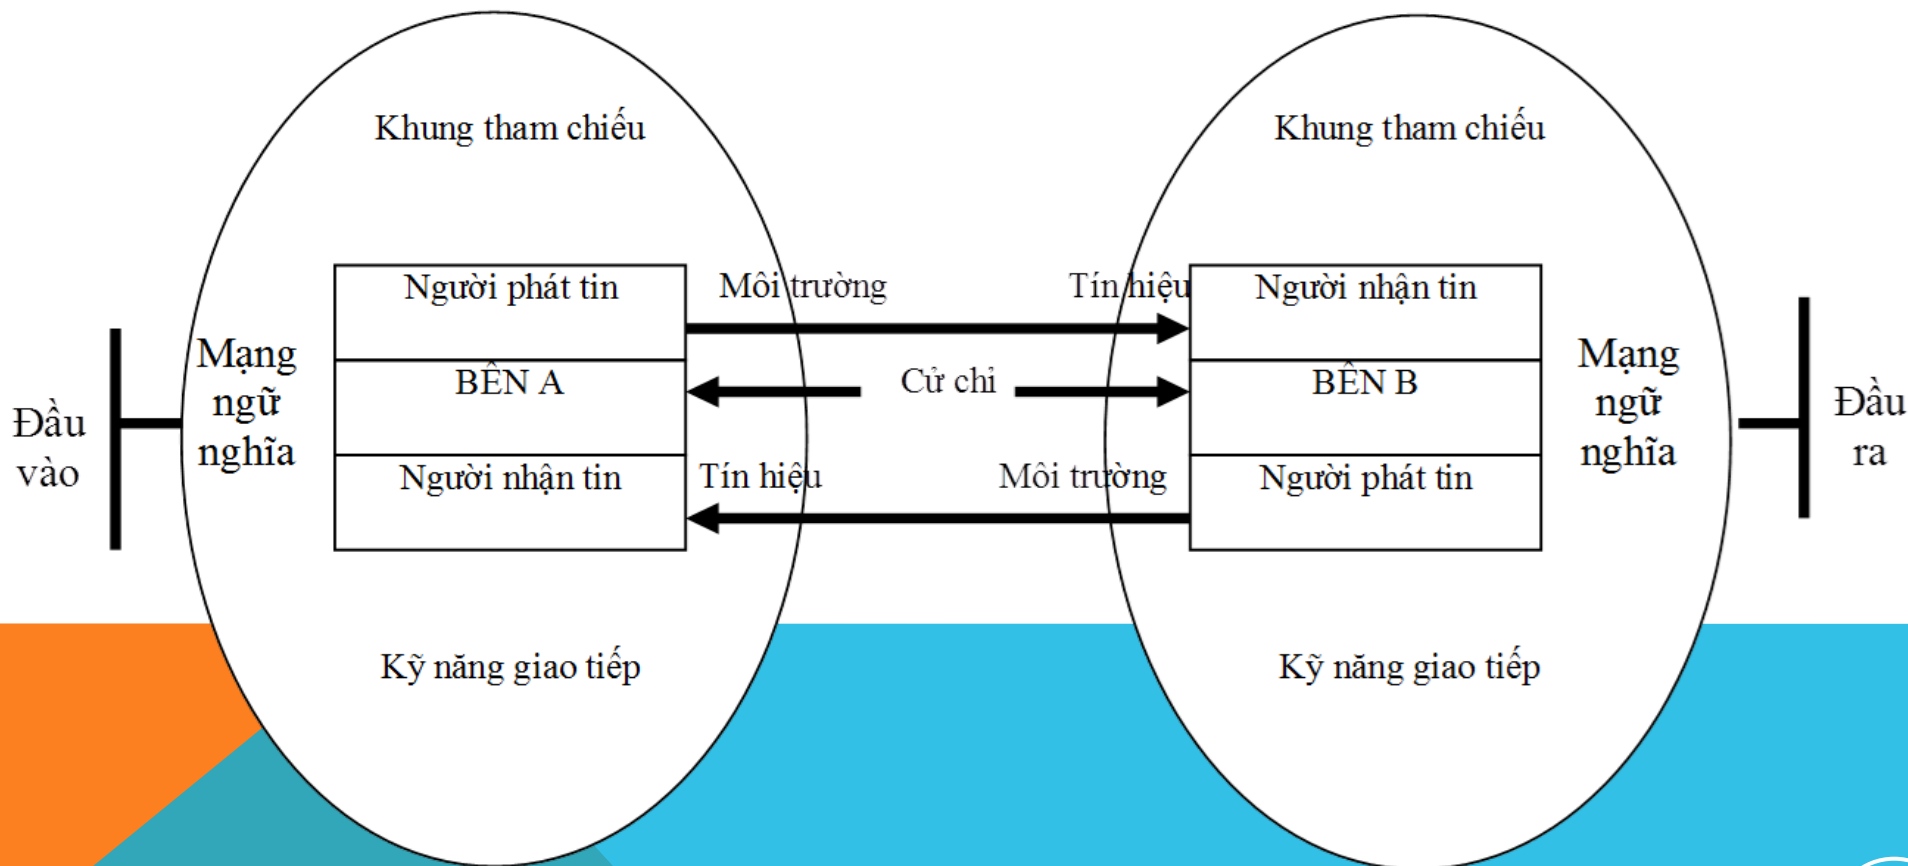 Khung tham chiếu
Khung tham chiếu
Người phát tin
Môi trường
Tín hiệu
Người nhận tin
Mạng
ngữ
nghĩa
BÊN A
Cử chỉ
BÊN B
Mạng
ngữ
nghĩa
Đầu
vào
Đầu
ra
Người nhận tin
Tín hiệu
Môi trường
Người phát tin
Kỹ năng giao tiếp
Kỹ năng giao tiếp